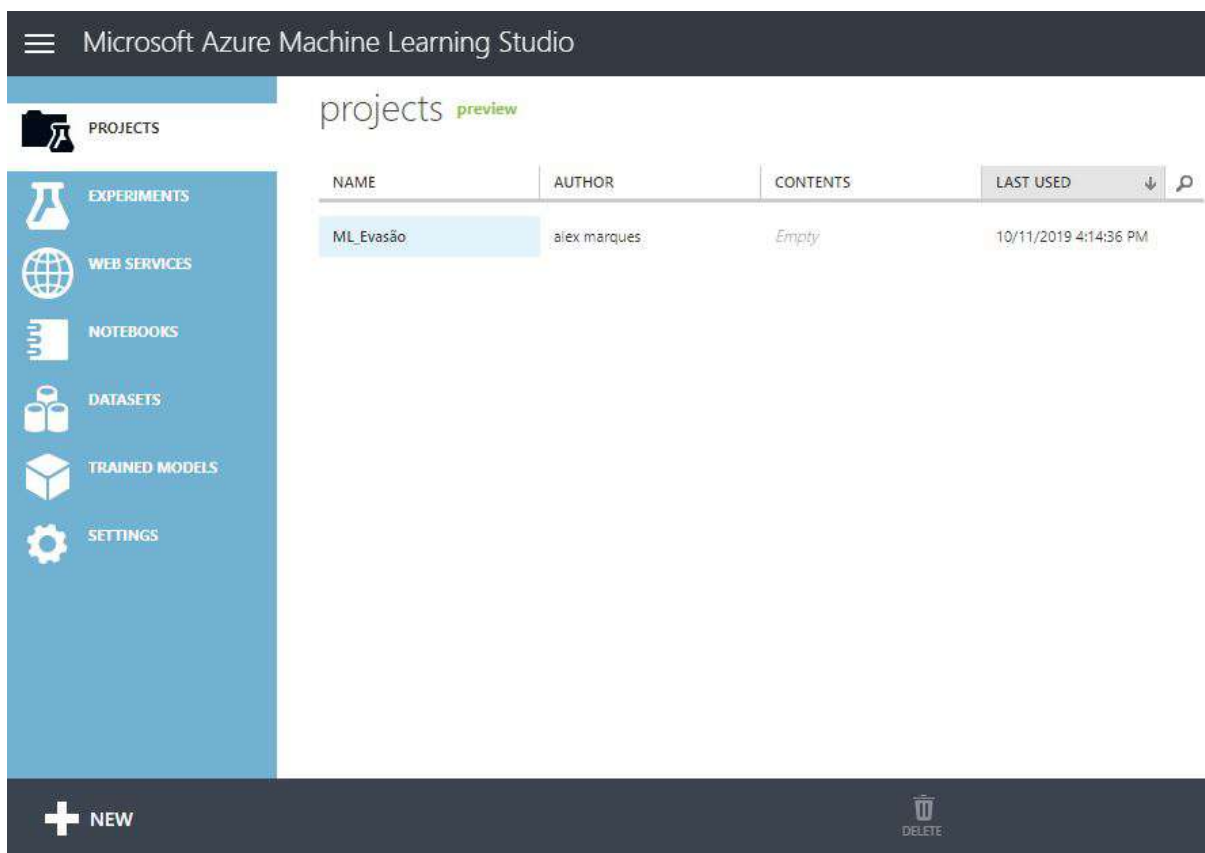 Microsoft Azure Machine Learning Studio
PROJECTS
EXPERIMENTS
WEB SERVICES
NOTEBOOKS
DATASETS
TRAINED MODELS
SETTINGS
projects preview
NAME AUTHOR CONTENTS LAST USED
ML_Evasão alex marques Empty 10/11/2019 4:14:36 PM
NEW
DELETE